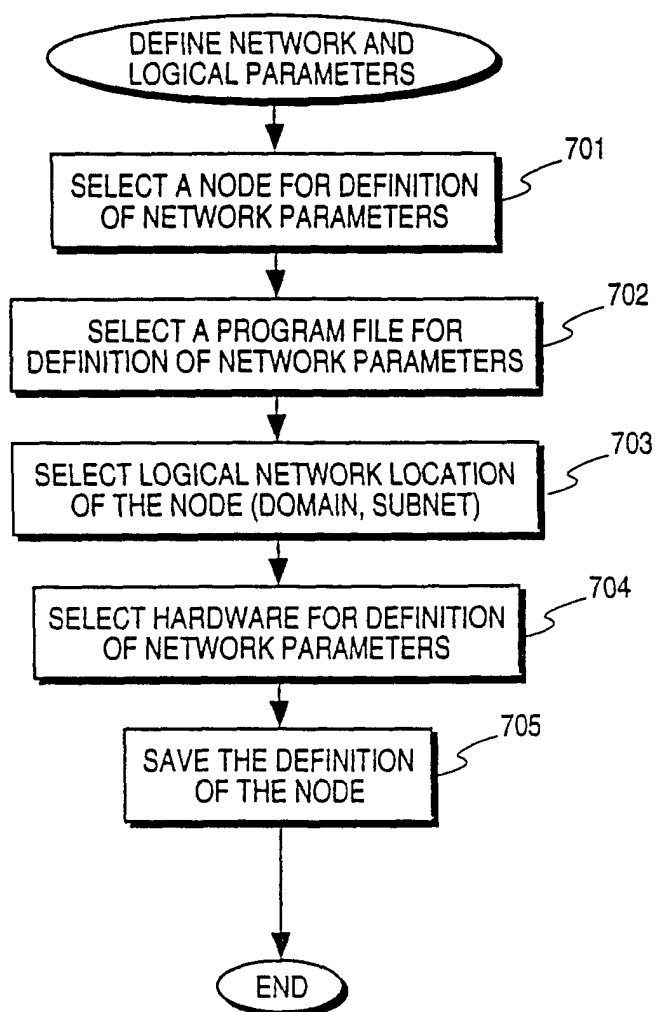 DEFINE NETWORK AND
LOGICAL PARAMETERS
701
SELECT A NODE FOR DEFINITION
OF NETWORK PARAMETERS
702
SELECT A PROGRAM FILE FOR
DEFINITION OF NETWORK PARAMETERS
703
SELECT LOGICAL NETWORK LOCATION
OF THE NODE (DOMAIN, SUBNET)
704
SELECT HARDWARE FOR DEFINITION
OF NETWORK PARAMETERS
705
SAVE THE DEFINITION
OF THE NODE
END